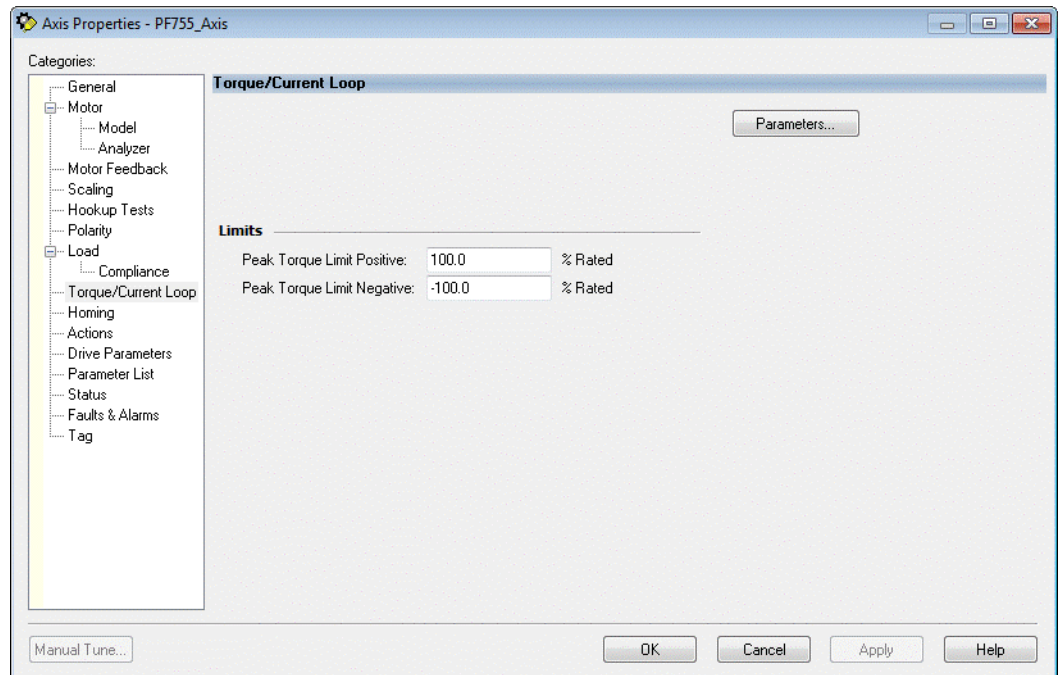 Axis Properties - PF755_Axis
Categories:
General
Motor
Model
Analyzer
Motor Feedback
Scaling
Hookup Tests
Polarity
Load
Compliance
Torque/Current Loop
Homing
Actions
Drive Parameters
Parameter List
Status
Faults & Alarms
Tag
Torque/Current Loop
Parameters...
Limits
Peak Torque Limit Positive: 100.0 % Rated
Peak Torque Limit Negative: -100.0 % Rated
Manual Tune... OK Cancel Apply Help